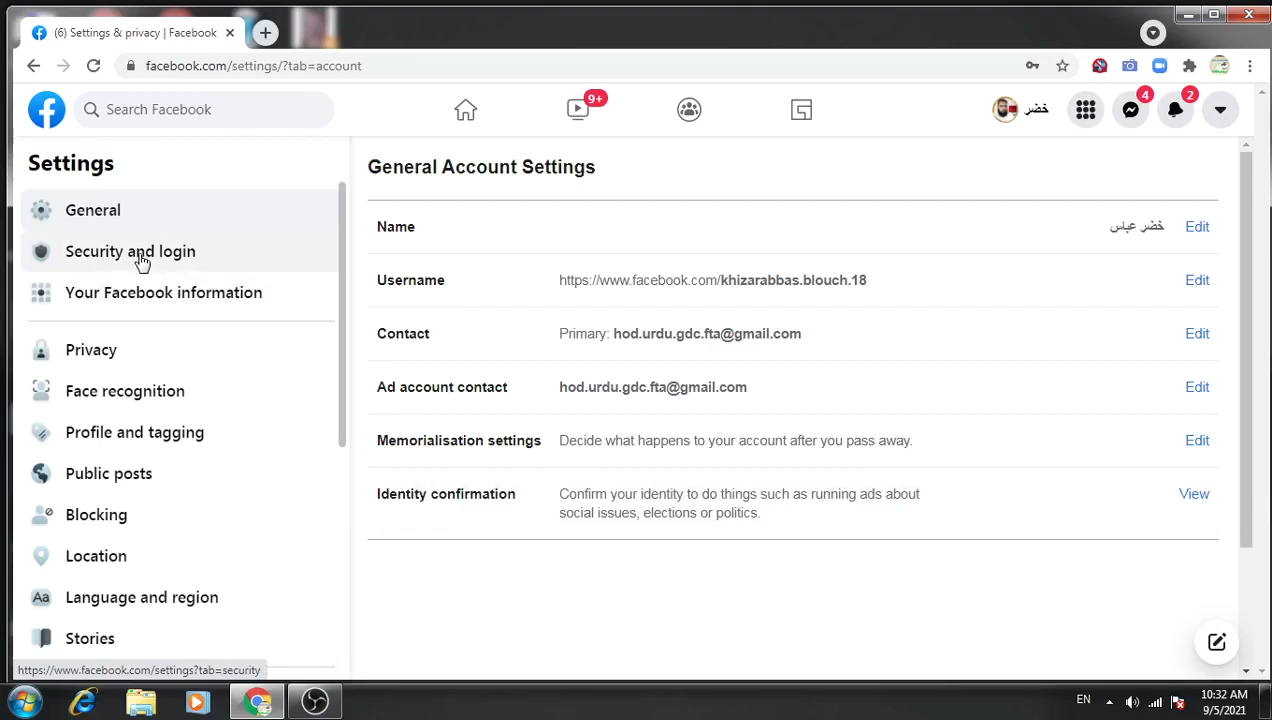 (6) Settings & privacy | Facebook
facebook.com/settings/?tab=account
Search Facebook
9+
خضر
4
2
Settings
General
Security and login
Your Facebook information
Privacy
Face recognition
Profile and tagging
Public posts
Blocking
Location
Aa Language and region
Stories
https://www.facebook.com/settings?tab=security
General Account Settings
Name خضر عباس Edit
Username https://www.facebook.com/khizarabbas.blouch.18 Edit
Contact Primary: hod.urdu.gdc.fta@gmail.com Edit
Ad account contact hod.urdu.gdc.fta@gmail.com Edit
Memorialisation settings Decide what happens to your account after you pass away. Edit
Identity confirmation Confirm your identity to do things such as running ads about View
social issues, elections or politics.
EN
10:32 AM
9/5/2021